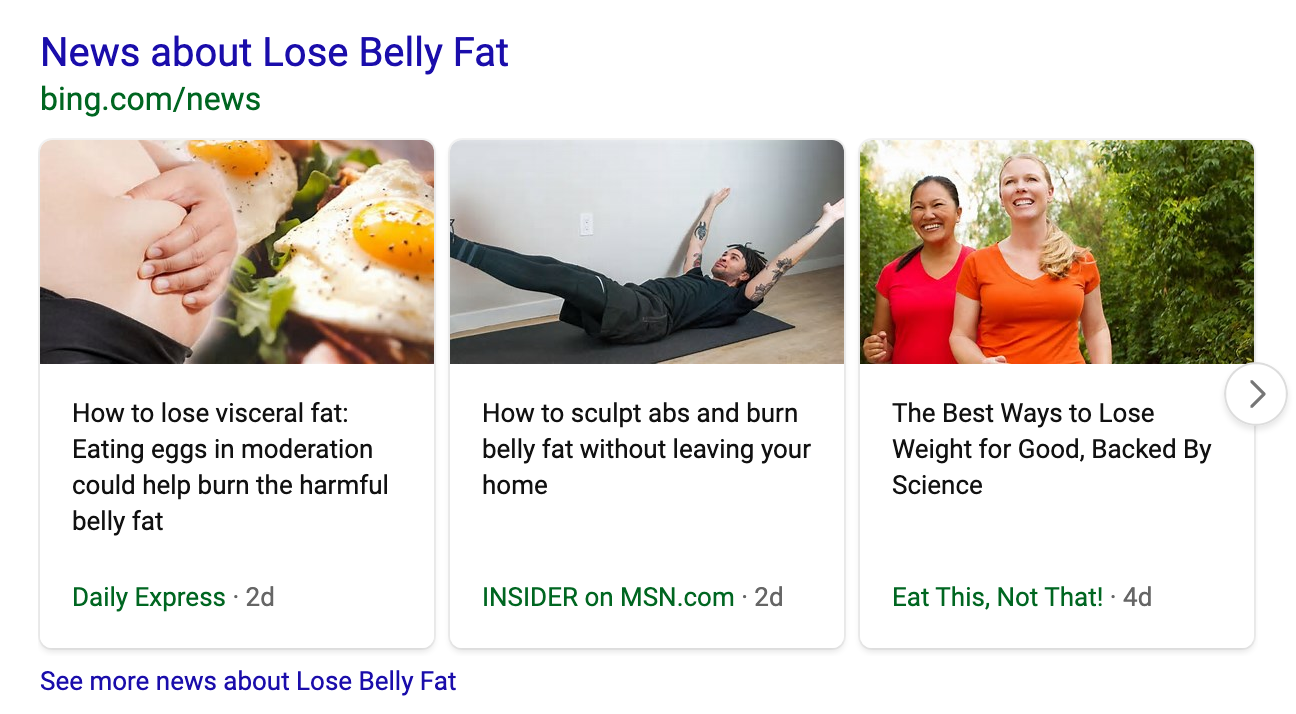 News about Lose Belly Fat
bing.com/news
How to lose visceral fat:
Eating eggs in moderation
could help burn the harmful
belly fat
Daily Express · 2d
How to sculpt abs and burn
belly fat without leaving your
home
INSIDER on MSN.com · 2d
The Best Ways to Lose
Weight for Good, Backed By
Science
Eat This, Not That! · 4d
See more news about Lose Belly Fat